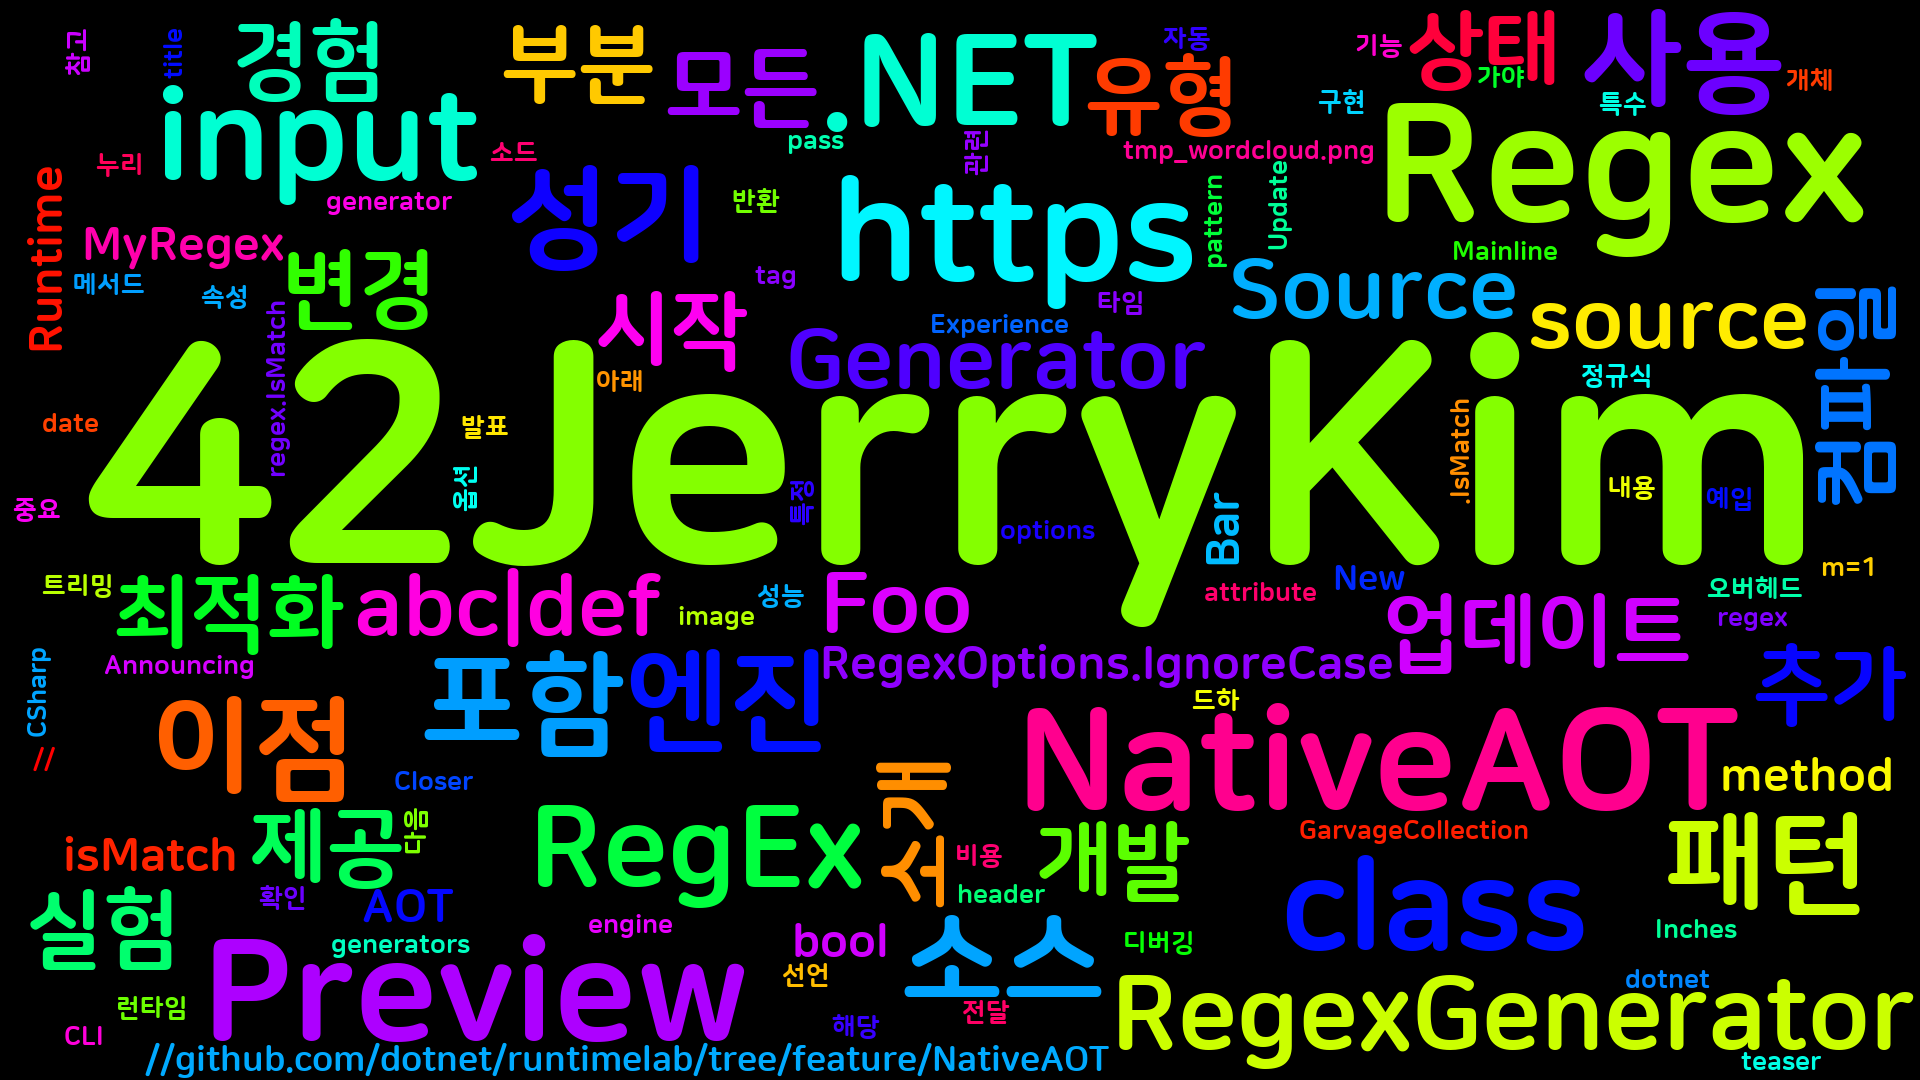 참고
title
경험
부분
모든
.NET
유형
자동
기능
상태
가야
사용
개체
input
누리
소드
pass
관련
tmp_wordcloud.png
구현
특수
Regex
Runtime
generator
성기
반환
https
pattern
Update
Mainline
MyRegex
메서드
속성
변경
regex.IsMatch
tag
시작
타임
Experience
Source
source
컴파일
Generator
아래
정규식
date
42JerryKim
발표
옵션
특정
options
Bar
.IsMatch
내용
예입
중요
m=1
트리밍
최적화
abc|def
image
성능
Foo
attribute
New
오버헤드
업데이트
regex
Announcing
CSharp
//
포함
엔진
RegexOptions.IgnoreCase
드하
추가
이점
Closer
NativeAOT
method
isMatch
제공
다음
RegEx
소개
비용
개발
GarvageCollection
패턴
확인
AOT
header
class
실험
generators
engine
bool
소스
디버깅
Inches
런타임
CLI
Preview
선언
해당
전달
RegexGenerator
dotnet
//github.com/dotnet/runtimelab/tree/feature/NativeAOT
teaser